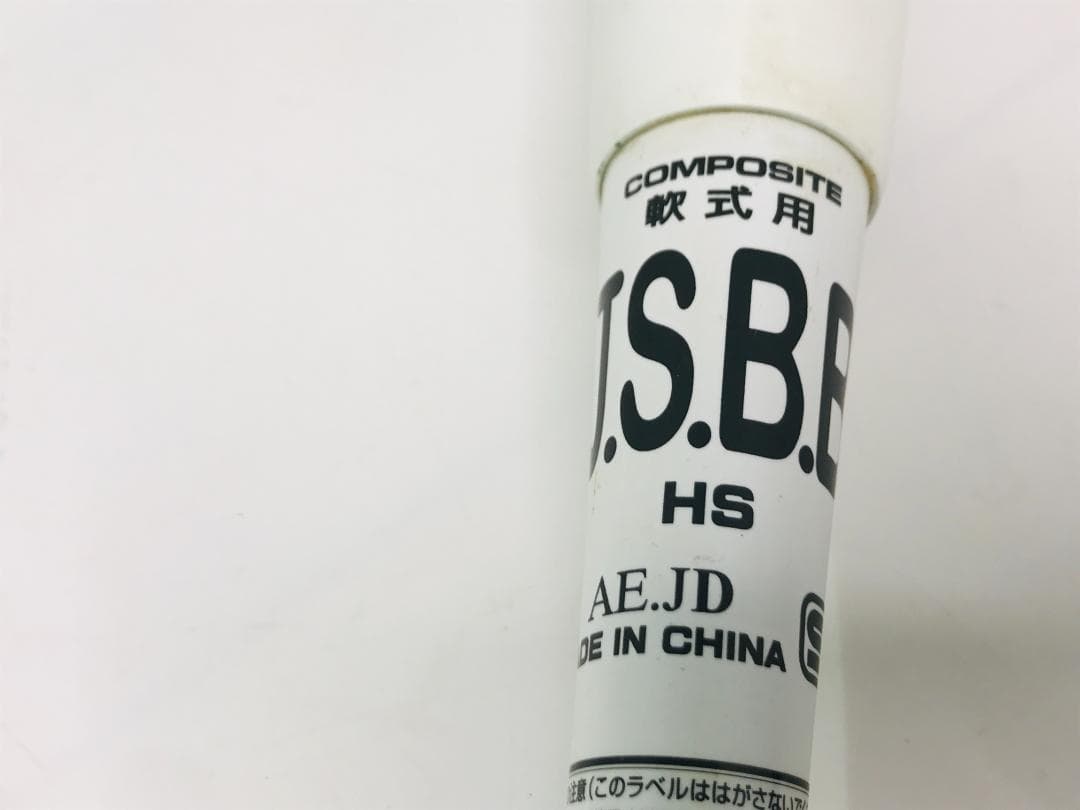 COMPOSITE
軟式用
J.S.B.B
HS
AE.JD
DE IN CHINA
S
注意(このラベルははがさないで